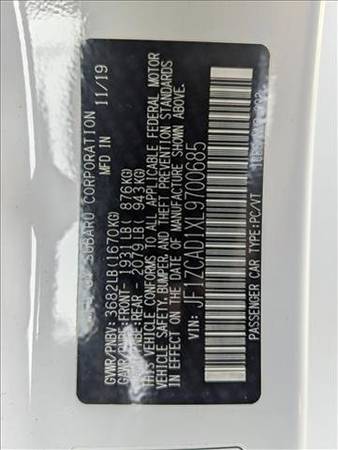 SUBARU CORPORATION
MFD IN 11/19
GVWR/PNBV: 3682LB(1670KG)
FRONT- 1931LB( 876KG)
REAR - 2079LB( 943KG)
THIS VEHICLE CONFORMS TO ALL APPLICABLE FEDERAL MOTOR
VEHICLE SAFETY, BUMPER, AND THEFT PREVENTION STANDARDS
IN EFFECT ON THE DATE OF MANUFACTURE SHOWN ABOVE.
VIN: JF1ZCAD1XL9700685
PASSENGER CAR TYPE:PC/VT